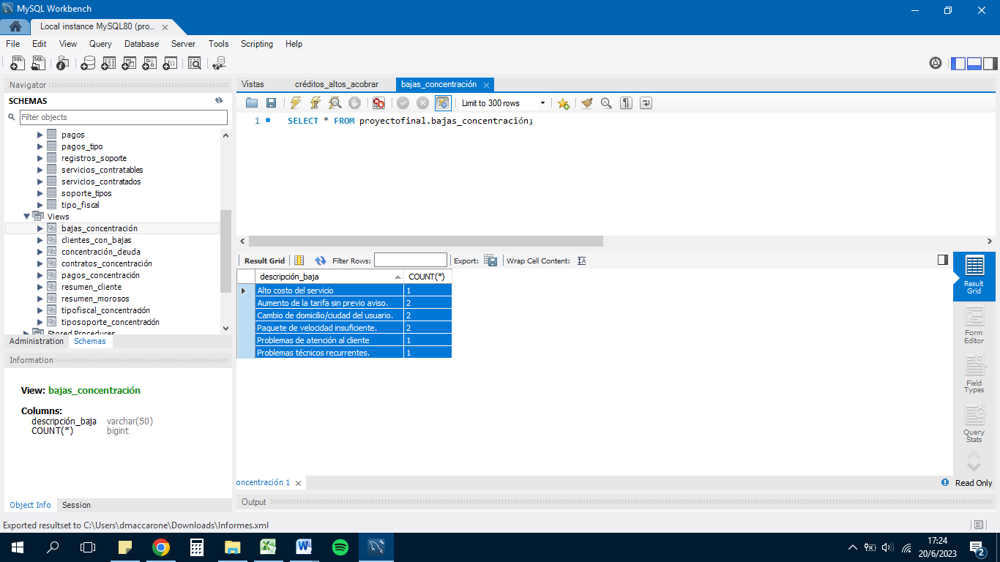 MySQL Workbench
Local instance MySQL80 (pro...
File Edit View Query Database Server Tools Scripting Help
Navigator
SCHEMAS
Filter objects
pagos
pagos_tipo
registros_soporte
servicios_contratables
servicios_contratados
soporte_tipos
tipo_fiscal
Views
bajas_concentración
clientes_con_bajas
concentración_deuda
contratos_concentración
pagos_concentración
resumen_cliente
resumen_morosos
tipofiscal_concentración
tiposoporte_concentración
Stored Procedures
Administration Schemas
Information
View: bajas_concentración
Columns:
descripción_baja varchar(50)
COUNT(*) bigint
Object Info Session
Vistas créditos_altos_acobrar bajas_concentración
Limit to 300 rows
1 SELECT * FROM proyectofinal.bajas_concentración;
Result Grid Filter Rows: Export: Wrap Cell Content:
descripción_baja COUNT(*)
Alto costo del servicio 1
Aumento de la tarifa sin previo aviso. 2
Cambio de domicilio/ciudad del usuario. 2
Paquete de velocidad insuficiente. 2
Problemas de atención al cliente 1
Problemas técnicos recurrentes. 1
Result
Grid
Form
Editor
Field
Types
Query
Stats
oncentración 1
Read Only
Output
Exported resultset to C:\Users\dmaccarone\Downloads\Informes.xml
17:24
20/6/2023
2